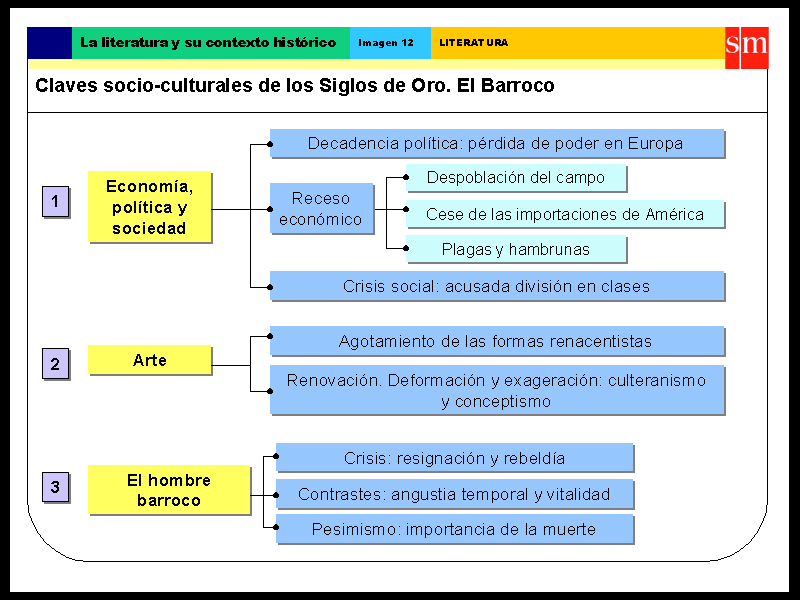 La literatura y su contexto histórico
Imagen 12
LITERATURA
sm
Claves socio-culturales de los Siglos de Oro. El Barroco
1
Economía,
política y
sociedad
Decadencia política: pérdida de poder en Europa
Receso
económico
Despoblación del campo
Cese de las importaciones de América
Plagas y hambrunas
Crisis social: acusada división en clases
2
Arte
Agotamiento de las formas renacentistas
Renovación. Deformación y exageración: culteranismo
y conceptismo
3
El hombre
barroco
Crisis: resignación y rebeldía
Contrastes: angustia temporal y vitalidad
Pesimismo: importancia de la muerte